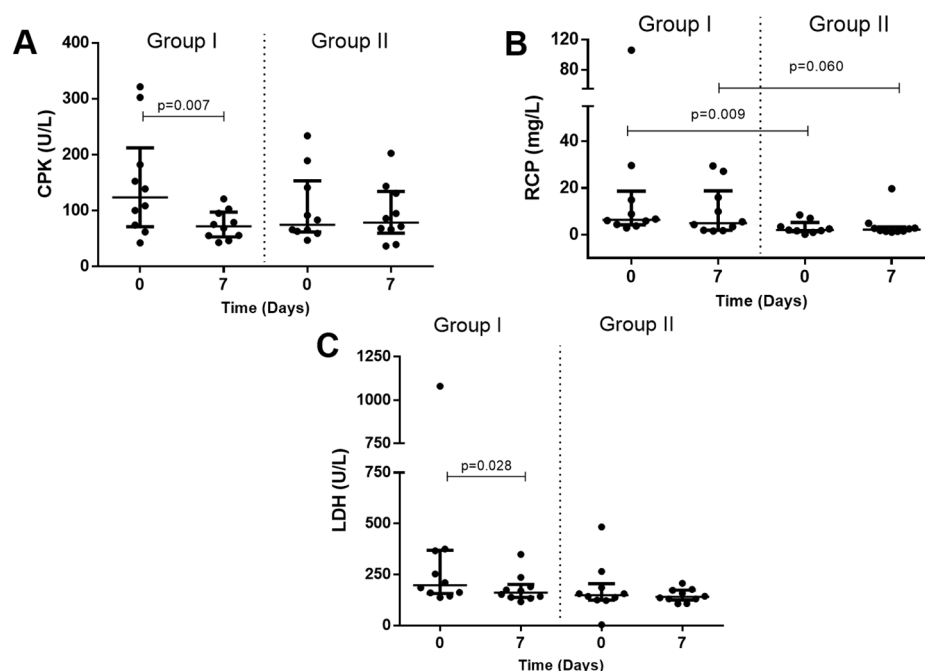 A
Group I
Group II
CPK (U/L)
400
300
200
100
0
p=0.007
0
7
0
7
Time (Days)
B
Group I
Group II
RCP (mg/L)
120
80
40
20
0
p=0.060
p=0.009
0
7
0
7
Time (Days)
C
Group I
Group II
LDH (U/L)
1250
1000
750
750
500
250
0
p=0.028
0
7
0
7
Time (Days)